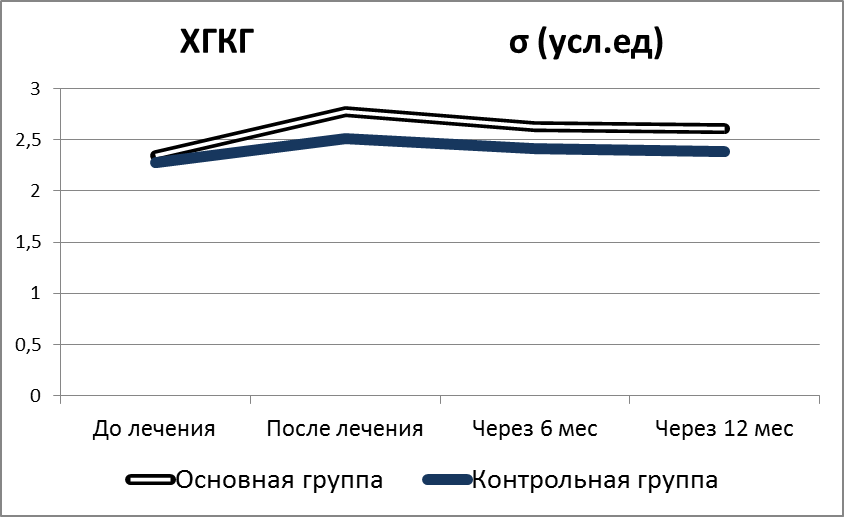 ХГКГ σ (усл.ед)
3
2,5
2
1,5
1
0,5
0
До лечения После лечения Через 6 мес Через 12 мес
Основная группа Контрольная группа